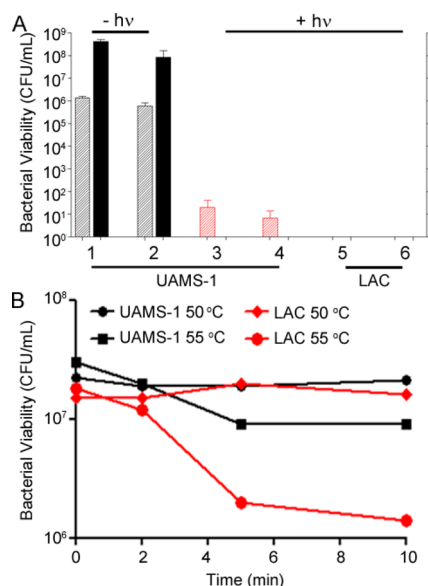 A
- hν
+ hν
Bacterial Viability (CFU/mL)
10⁹
10⁸
10⁷
10⁶
10⁵
10⁴
10³
10²
10¹
10⁰
1 2 3 4 5 6
UAMS-1 LAC
B
UAMS-1 50 °C LAC 50 °C
UAMS-1 55 °C LAC 55 °C
Bacterial Viability (CFU/mL)
10⁸
10⁷
10⁶
0 2 4 6 8 10
Time (min)